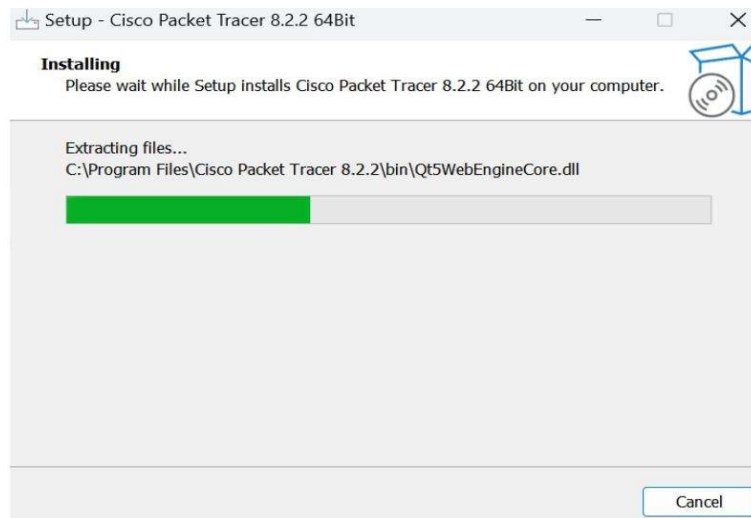 Setup - Cisco Packet Tracer 8.2.2 64Bit
Installing
Please wait while Setup installs Cisco Packet Tracer 8.2.2 64Bit on your computer.
Extracting files...
C:\Program Files\Cisco Packet Tracer 8.2.2\bin\Qt5WebEngineCore.dll
Cancel